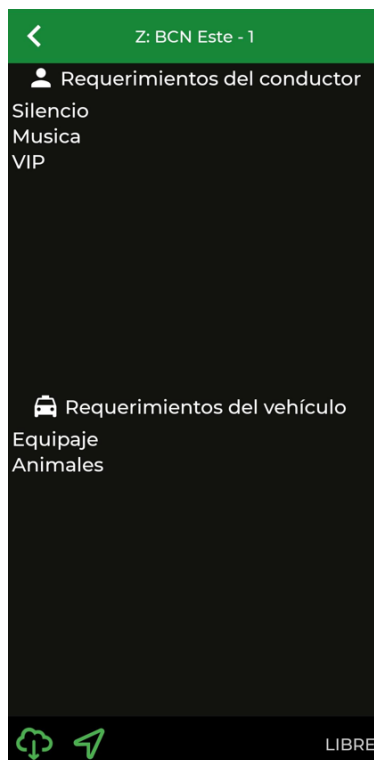 Z: BCN Este - 1
Requerimientos del conductor
Silencio
Musica
VIP
Requerimientos del vehículo
Equipaje
Animales
LIBRE